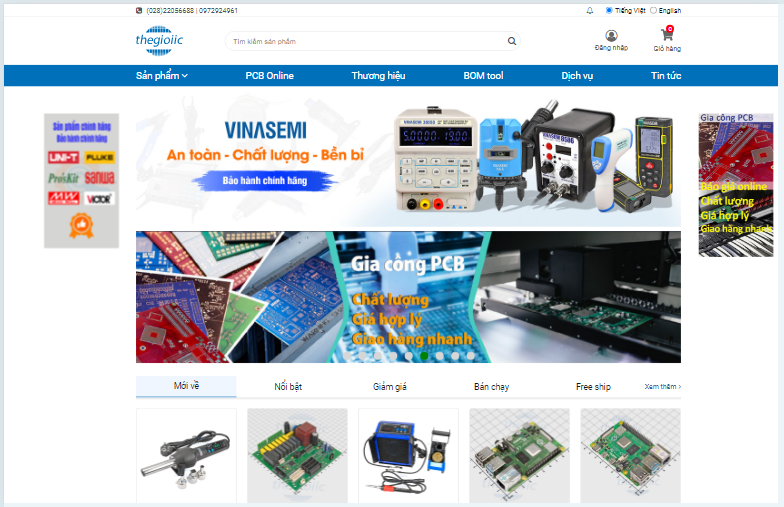 (028)22056688 | 0972924961
Tiếng Việt
English
thegioiic
Tìm kiếm sản phẩm
Đăng nhập
0
Giỏ hàng
Sản phẩm
PCB Online
Thương hiệu
BOM tool
Dịch vụ
Tin tức
Sản phẩm chính hãng
Bảo hành chính hãng
UNI-T
FLUKE
Pro'sKit
sanwa
MW
VICTOR
VINASEMI
An toàn - Chất lượng - Bền bỉ
Bảo hành chính hãng
Gia công PCB
Báo giá online
Chất lượng
Giá hợp lý
Giao hàng nhanh
Gia công PCB
Chất lượng
Giá hợp lý
Giao hàng nhanh
Mới về
Nổi bật
Giảm giá
Bán chạy
Free ship
Xem thêm >